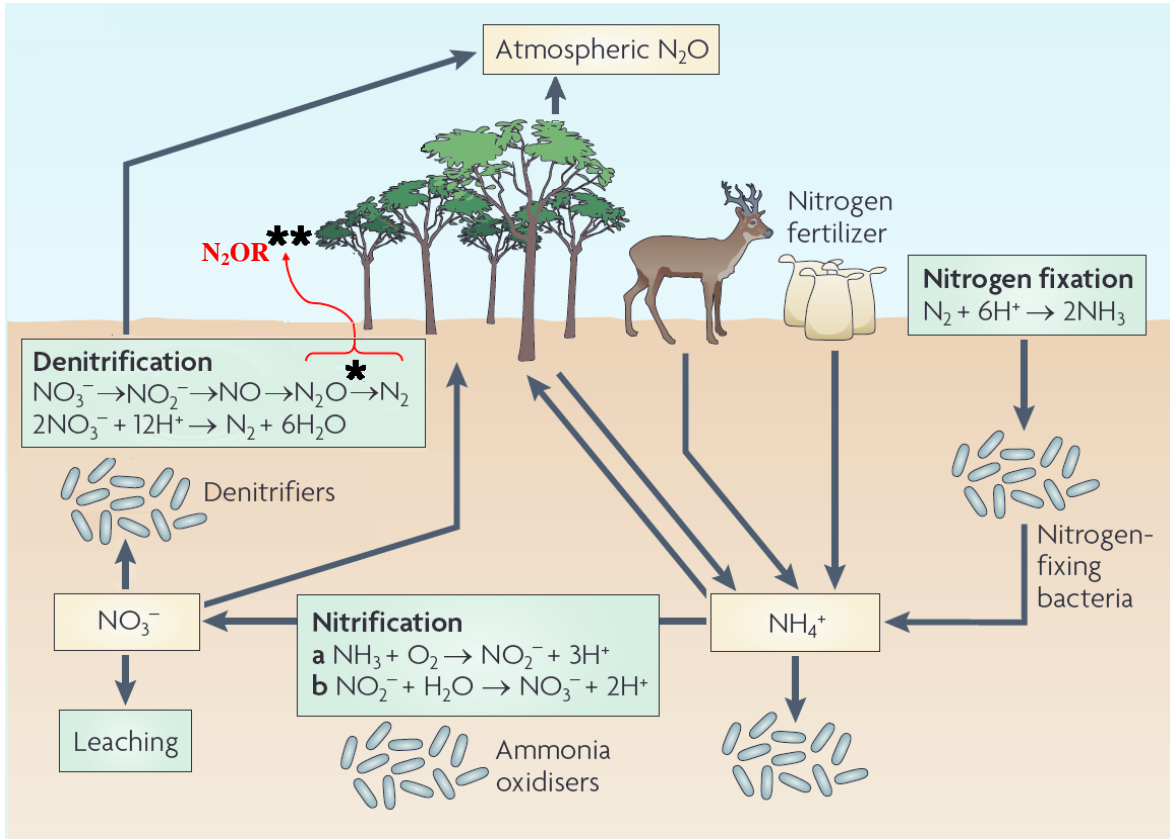 Atmospheric N₂O
Nitrogen
fertilizer
N₂OR**
Nitrogen fixation
N₂ + 6H⁺ → 2NH₃
Denitrification
*
NO₃⁻→NO₂⁻→NO→N₂O→N₂
2NO₃⁻ + 12H⁺ → N₂ + 6H₂O
Denitrifiers
Nitrogen-
fixing
bacteria
NO₃⁻
Nitrification
a NH₃ + O₂ → NO₂⁻ + 3H⁺
b NO₂⁻ + H₂O → NO₃⁻ + 2H⁺
NH₄⁺
Leaching
Ammonia
oxidisers